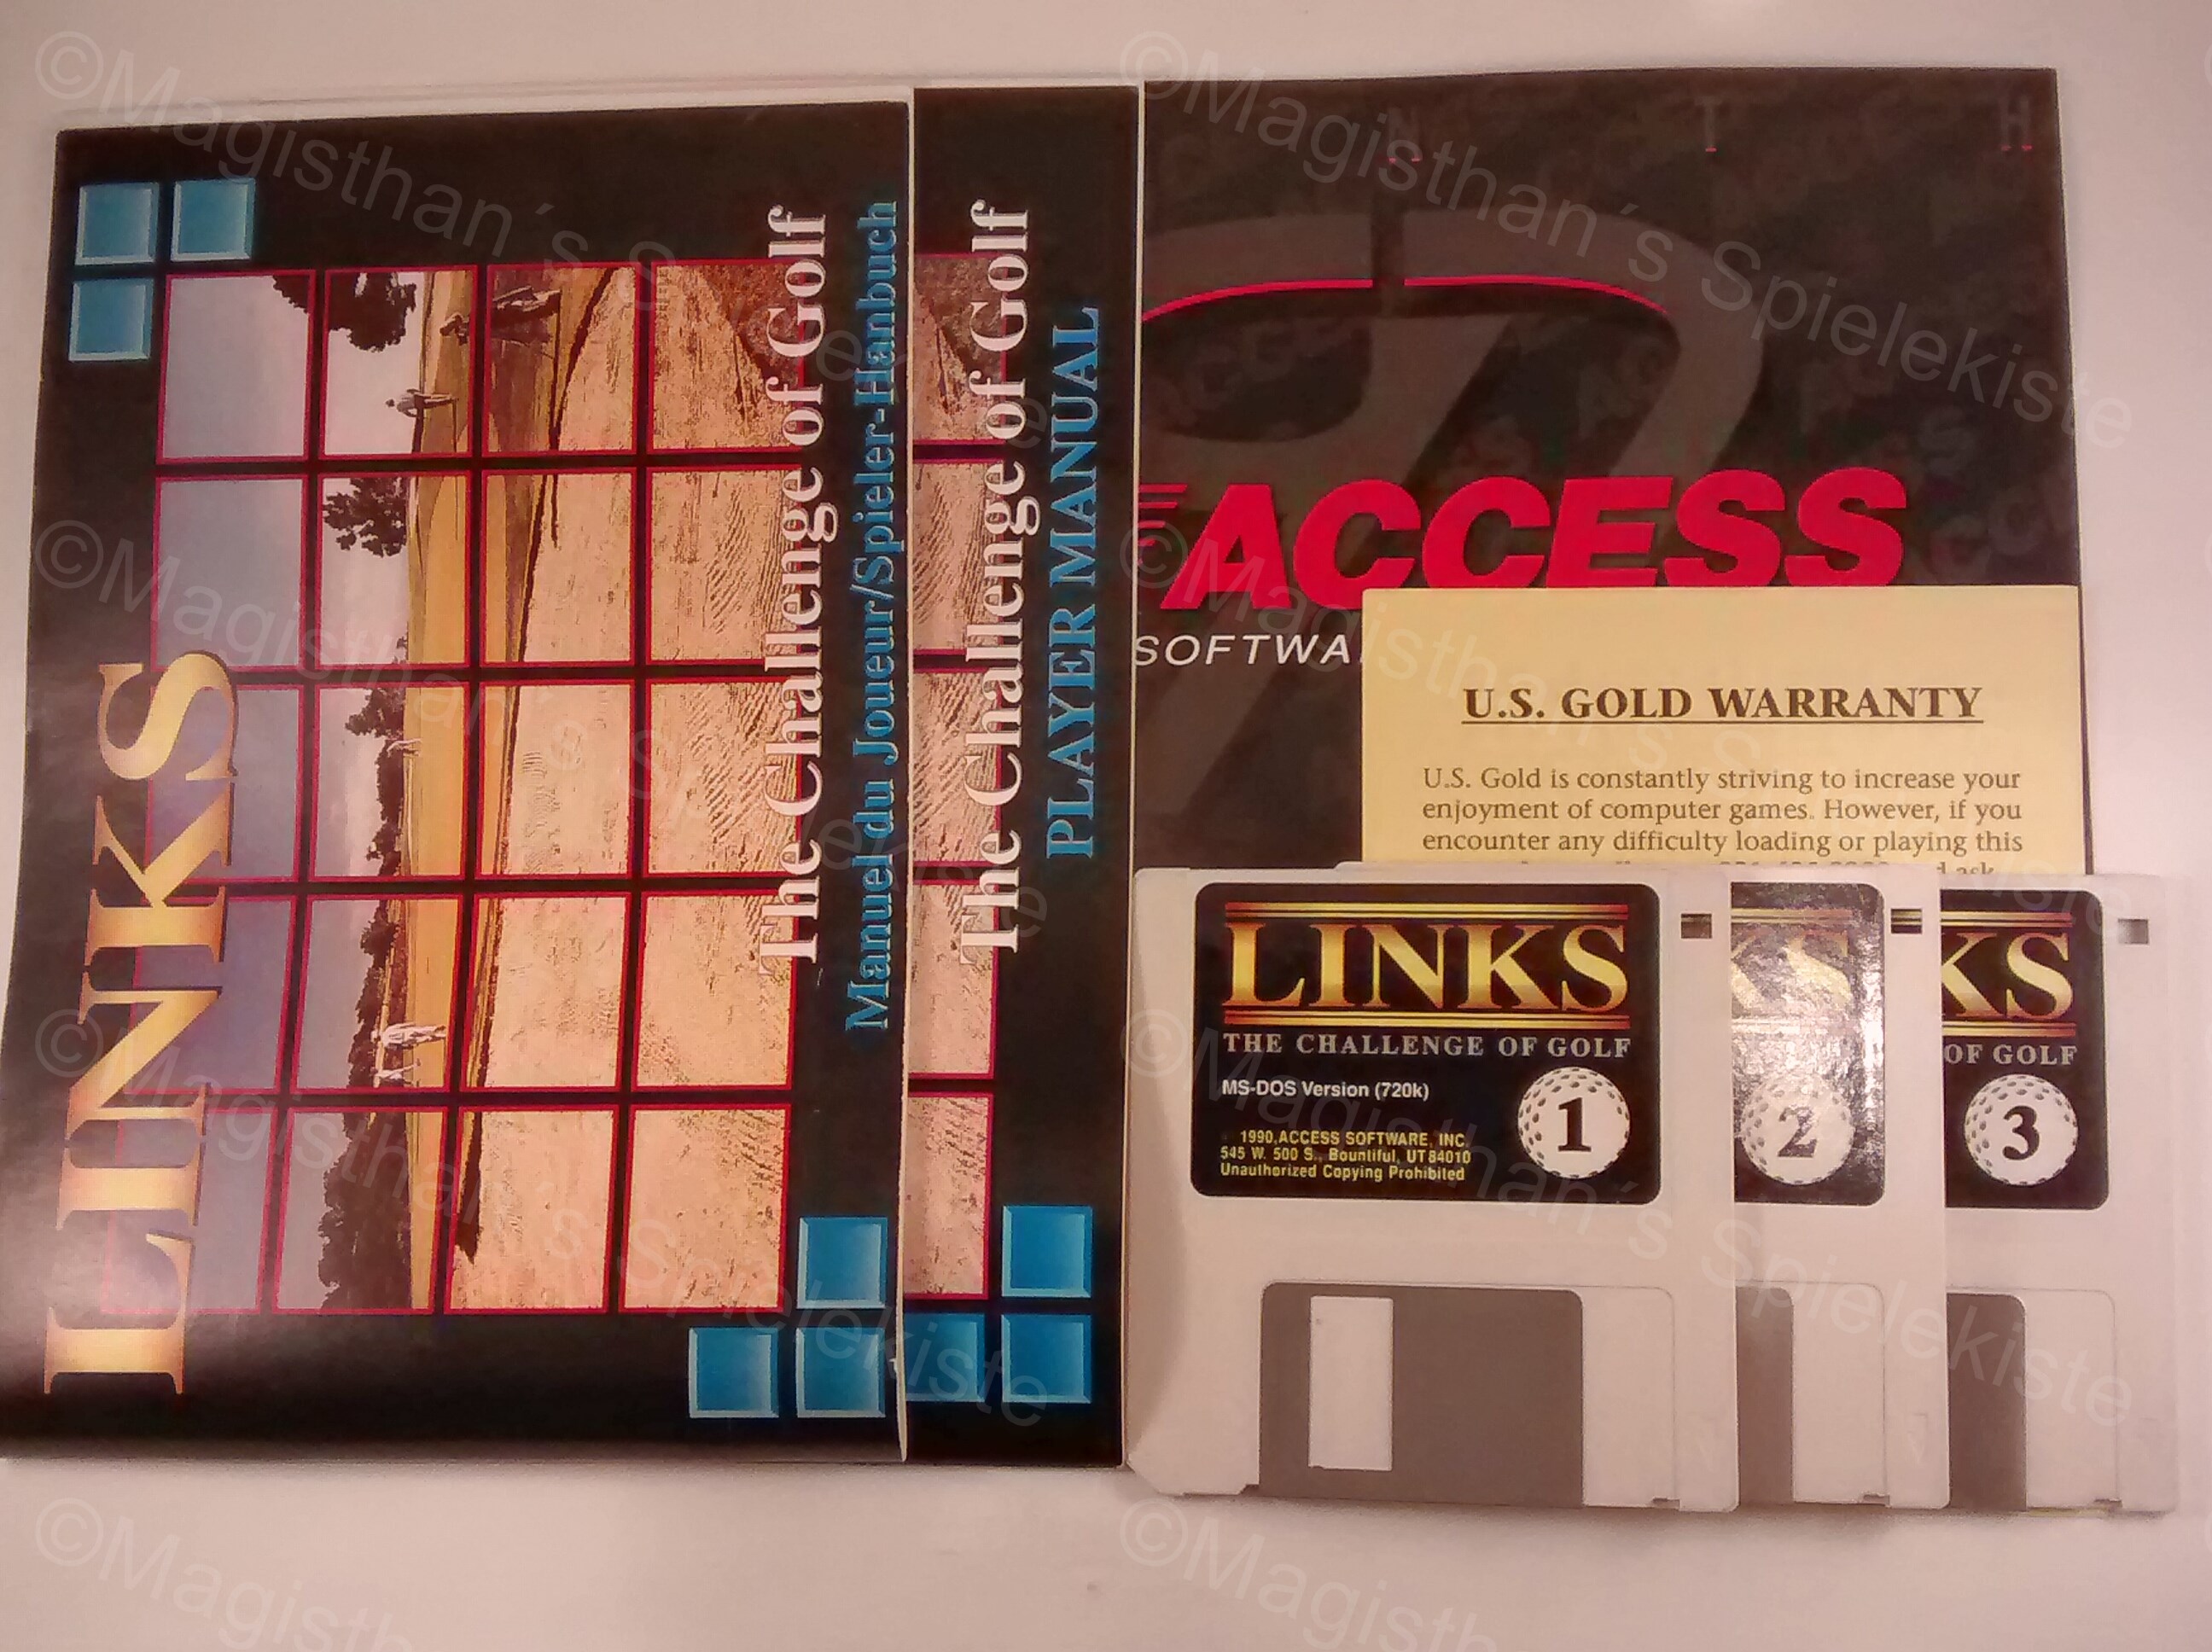 LINKS
The Challenge of Golf
Manuel du Joueur/Spieler-Hanbuch
The Challenge of Golf
PLAYER MANUAL
N T H
ACCESS
SOFTWA
U.S. GOLD WARRANTY
U.S. Gold is constantly striving to increase your
enjoyment of computer games. However, if you
encounter any difficulty loading or playing this
LINKS
THE CHALLENGE OF GOLF
MS-DOS Version (720k)
1990, ACCESS SOFTWARE, INC.
545 W. 500 S., Bountiful, UT 84010
Unauthorized Copying Prohibited
1
KS
2
KS
OF GOLF
3
©Magisthan´s Spielekiste
©Magisthan´s Spielekiste
©Magisthan´s Spielekiste
©Magisthan´s Spielekiste
©Magisthan´s Spielekiste
©Magisthan´s Spielekiste
©Magisth
©Magisthan´s